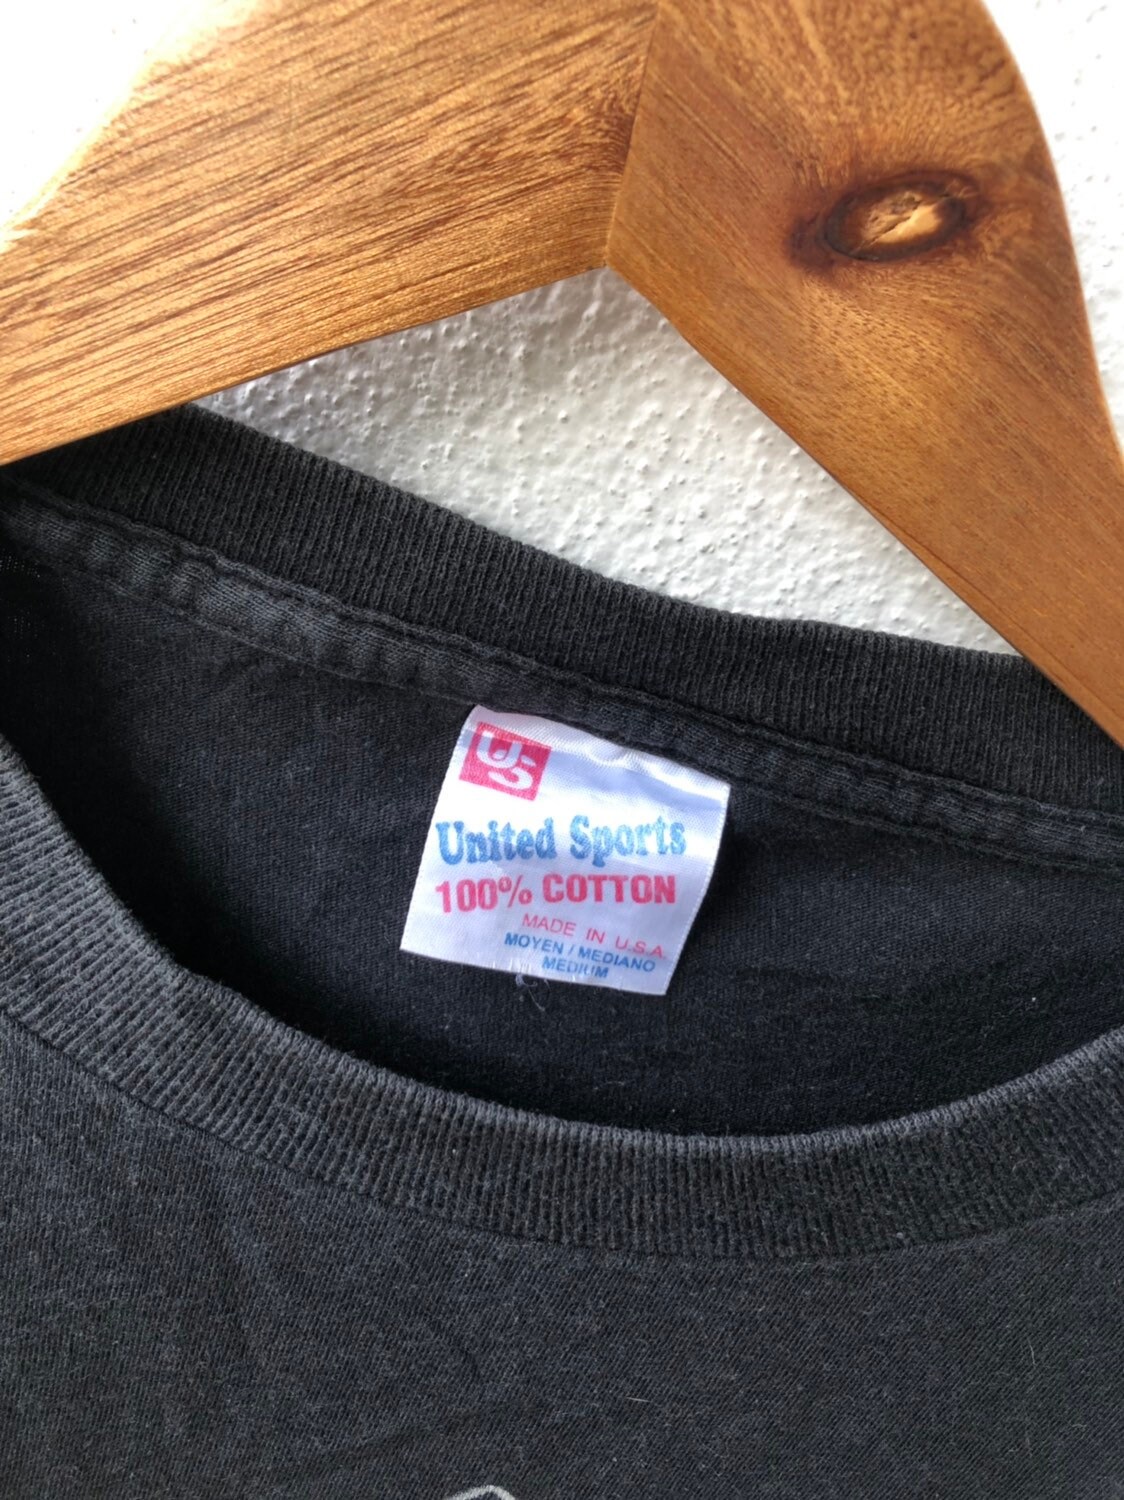 US
United Sports
100% COTTON
MADE IN U.S.A
MOYEN / MEDIANO
MEDIUM